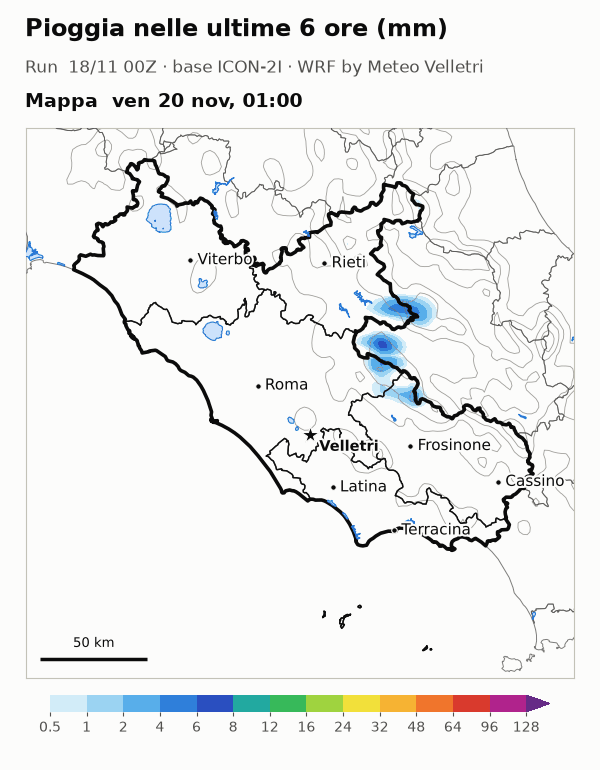 Pioggia nelle ultime 6 ore (mm)
Run  18/11 00Z · base ICON-2I · WRF by Meteo Velletri
Mappa  ven 20 nov, 01:00
Viterbo
Rieti
Roma
Velletri
Frosinone
Latina
Cassino
Terracina
50 km
0.5 1 2 4 6 8 12 16 24 32 48 64 96 128